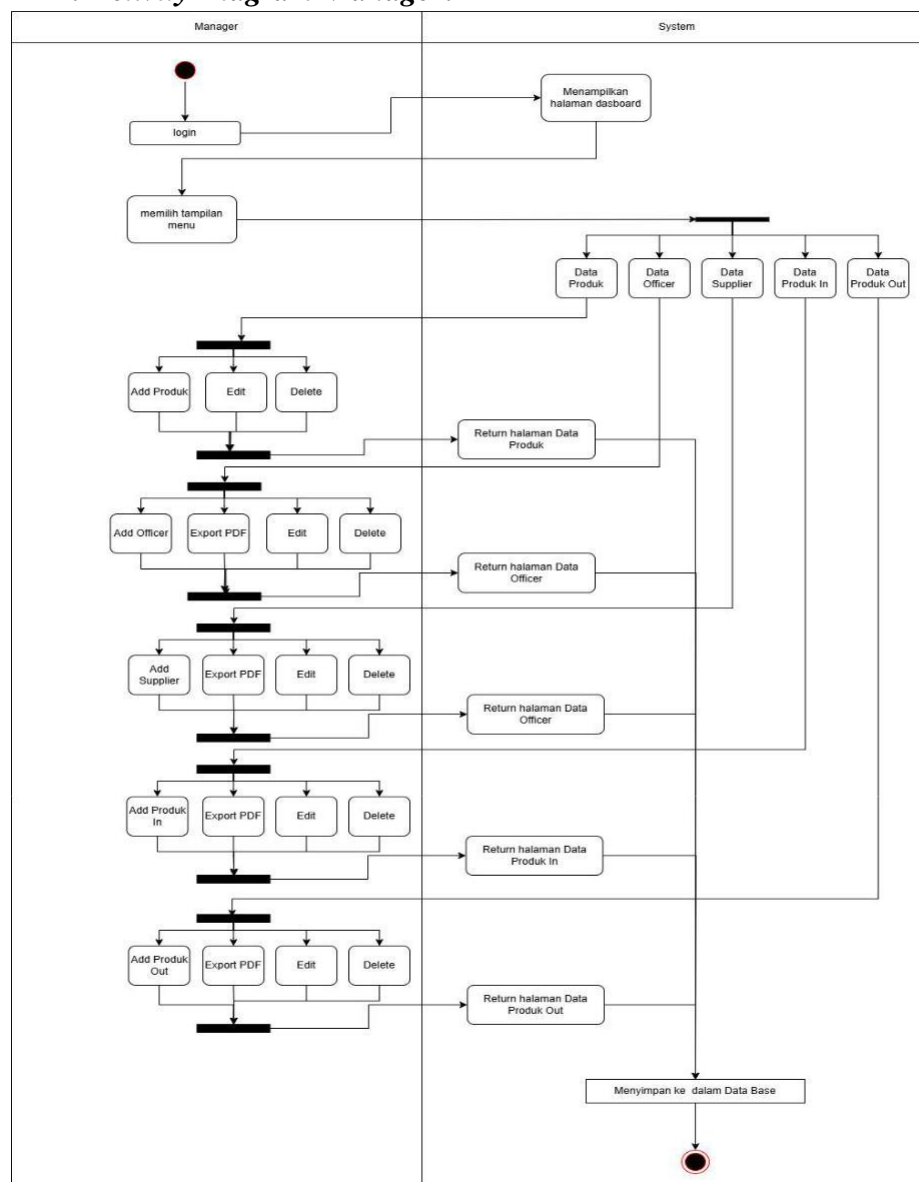 Manager
System
Menampilkan
halaman dasboard
login
memilih tampilan
menu
Data
Produk
Data
Officer
Data
Supplier
Data
Produk In
Data
Produk Out
Add Produk
Edit
Delete
Return halaman Data
Produk
Add Officer
Export PDF
Edit
Delete
Return halaman Data
Officer
Add
Supplier
Export PDF
Edit
Delete
Return halaman Data
Officer
Add Produk
In
Export PDF
Edit
Delete
Return halaman Data
Produk In
Add Produk
Out
Export PDF
Edit
Delete
Return halaman Data
Produk Out
Menyimpan ke dalam Data Base